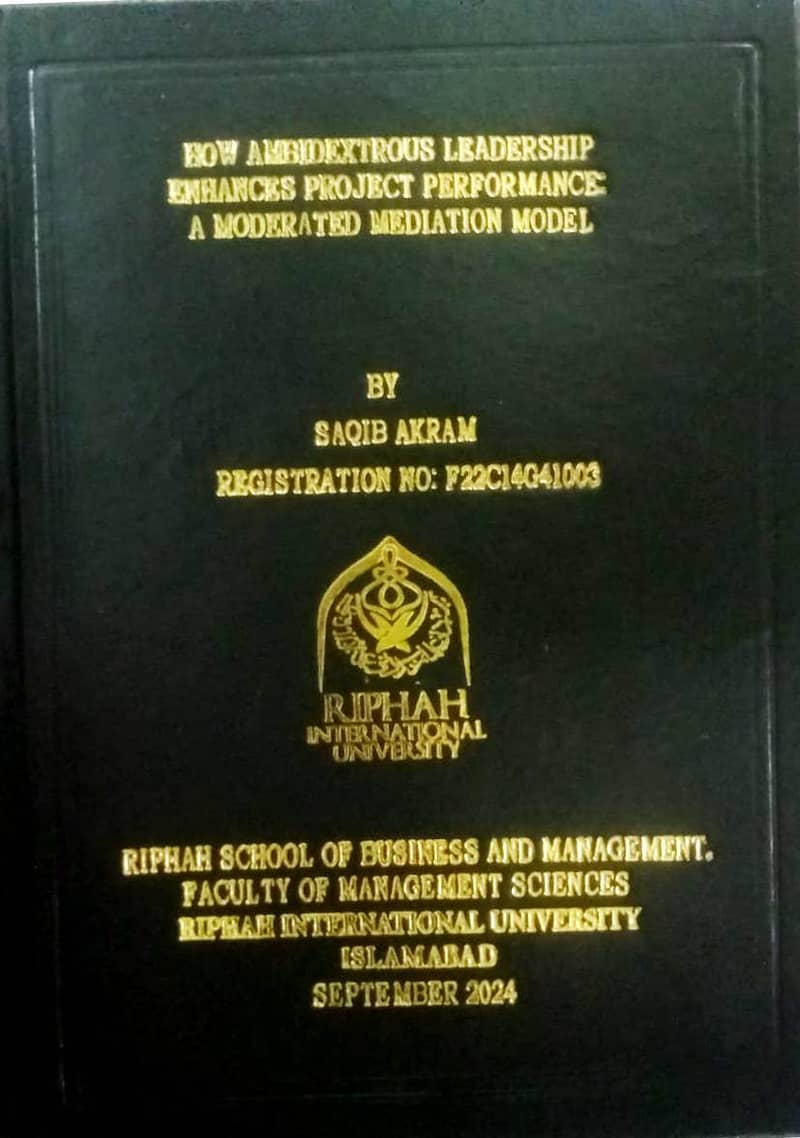 HOW AMBIDEXTROUS LEADERSHIP
ENHANCES PROJECT PERFORMANCE:
A MODERATED MEDIATION MODEL
BY
SAQIB AKRAM
REGISTRATION NO: F22C14G41003
RIPHAH
INTERNATIONAL
UNIVERSITY
RIPHAH SCHOOL OF BUSINESS AND MANAGEMENT.
FACULTY OF MANAGEMENT SCIENCES
RIPHAH INTERNATIONAL UNIVERSITY
ISLAMABAD
SEPTEMBER 2024